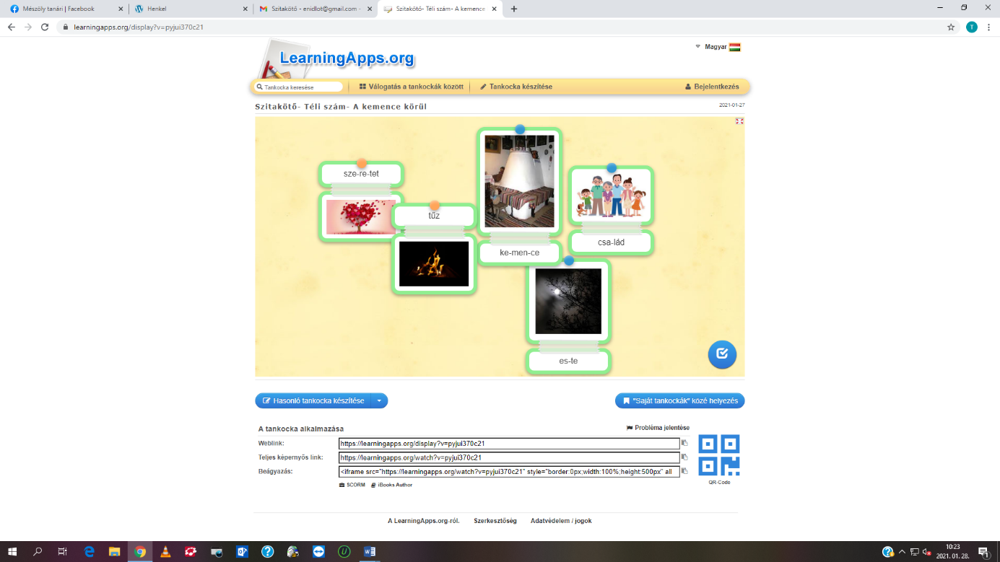 Mészöly tanári | Facebook
Henkel
Szitakötő - enidlot@gmail.com -
Szitakötő- Téli szám- A kemence
learningapps.org/display?v=pyjui370c21
T
LearningApps.org
Magyar
Tankocka keresése
Válogatás a tankockák között
Tankocka készítése
Bejelentkezés
Szitakötő- Téli szám- A kemence körül
2021-01-27
sze-re-tet
tűz
ke-men-ce
csa-lád
es-te
Hasonló tankocka készítése
"Saját tankockák" közé helyezés
A tankocka alkalmazása
Probléma jelentése
Weblink:
https://learningapps.org/display?v=pyjui370c21
Teljes képernyős link:
https://learningapps.org/watch?v=pyjui370c21
Beágyazás:
<iframe src="https://learningapps.org/watch?v=pyjui370c21" style="border:0px;width:100%;height:500px" all
SCORM
iBooks Author
QR-Code
A LearningApps.org-ról.
Szerkesztőség
Adatvédelem / jogok
10:23
2021. 01. 28.
1